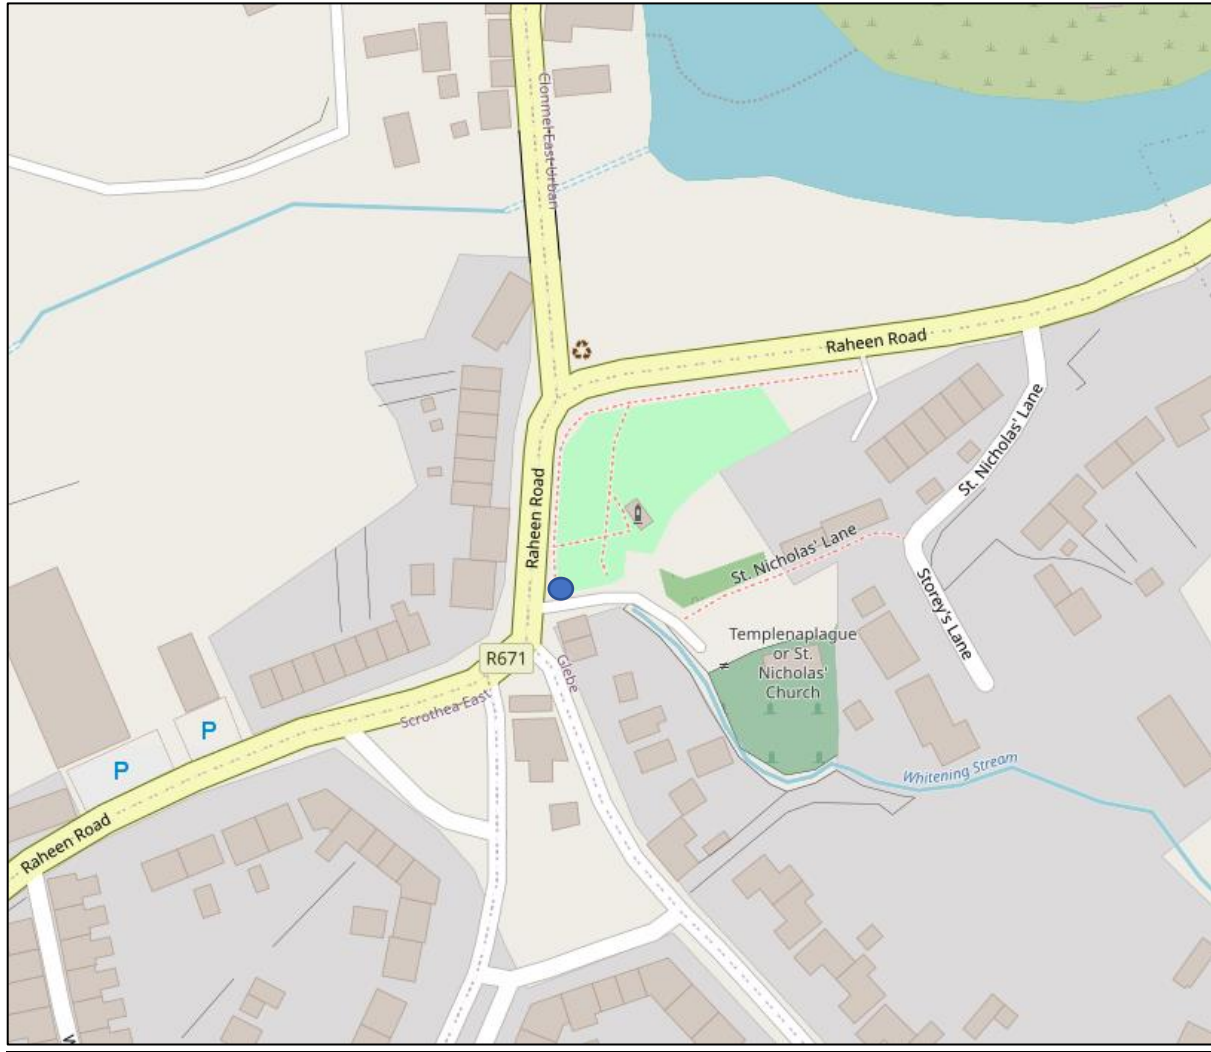 Clonmel East Urban
Raheen Road
St. Nicholas' Lane
Raheen Road
St. Nicholas' Lane
Storey's Lane
Templenaplague
or St.
Nicholas'
Church
R671
Glebe
Scrothea East
P
P
Whitening Stream
Raheen Road